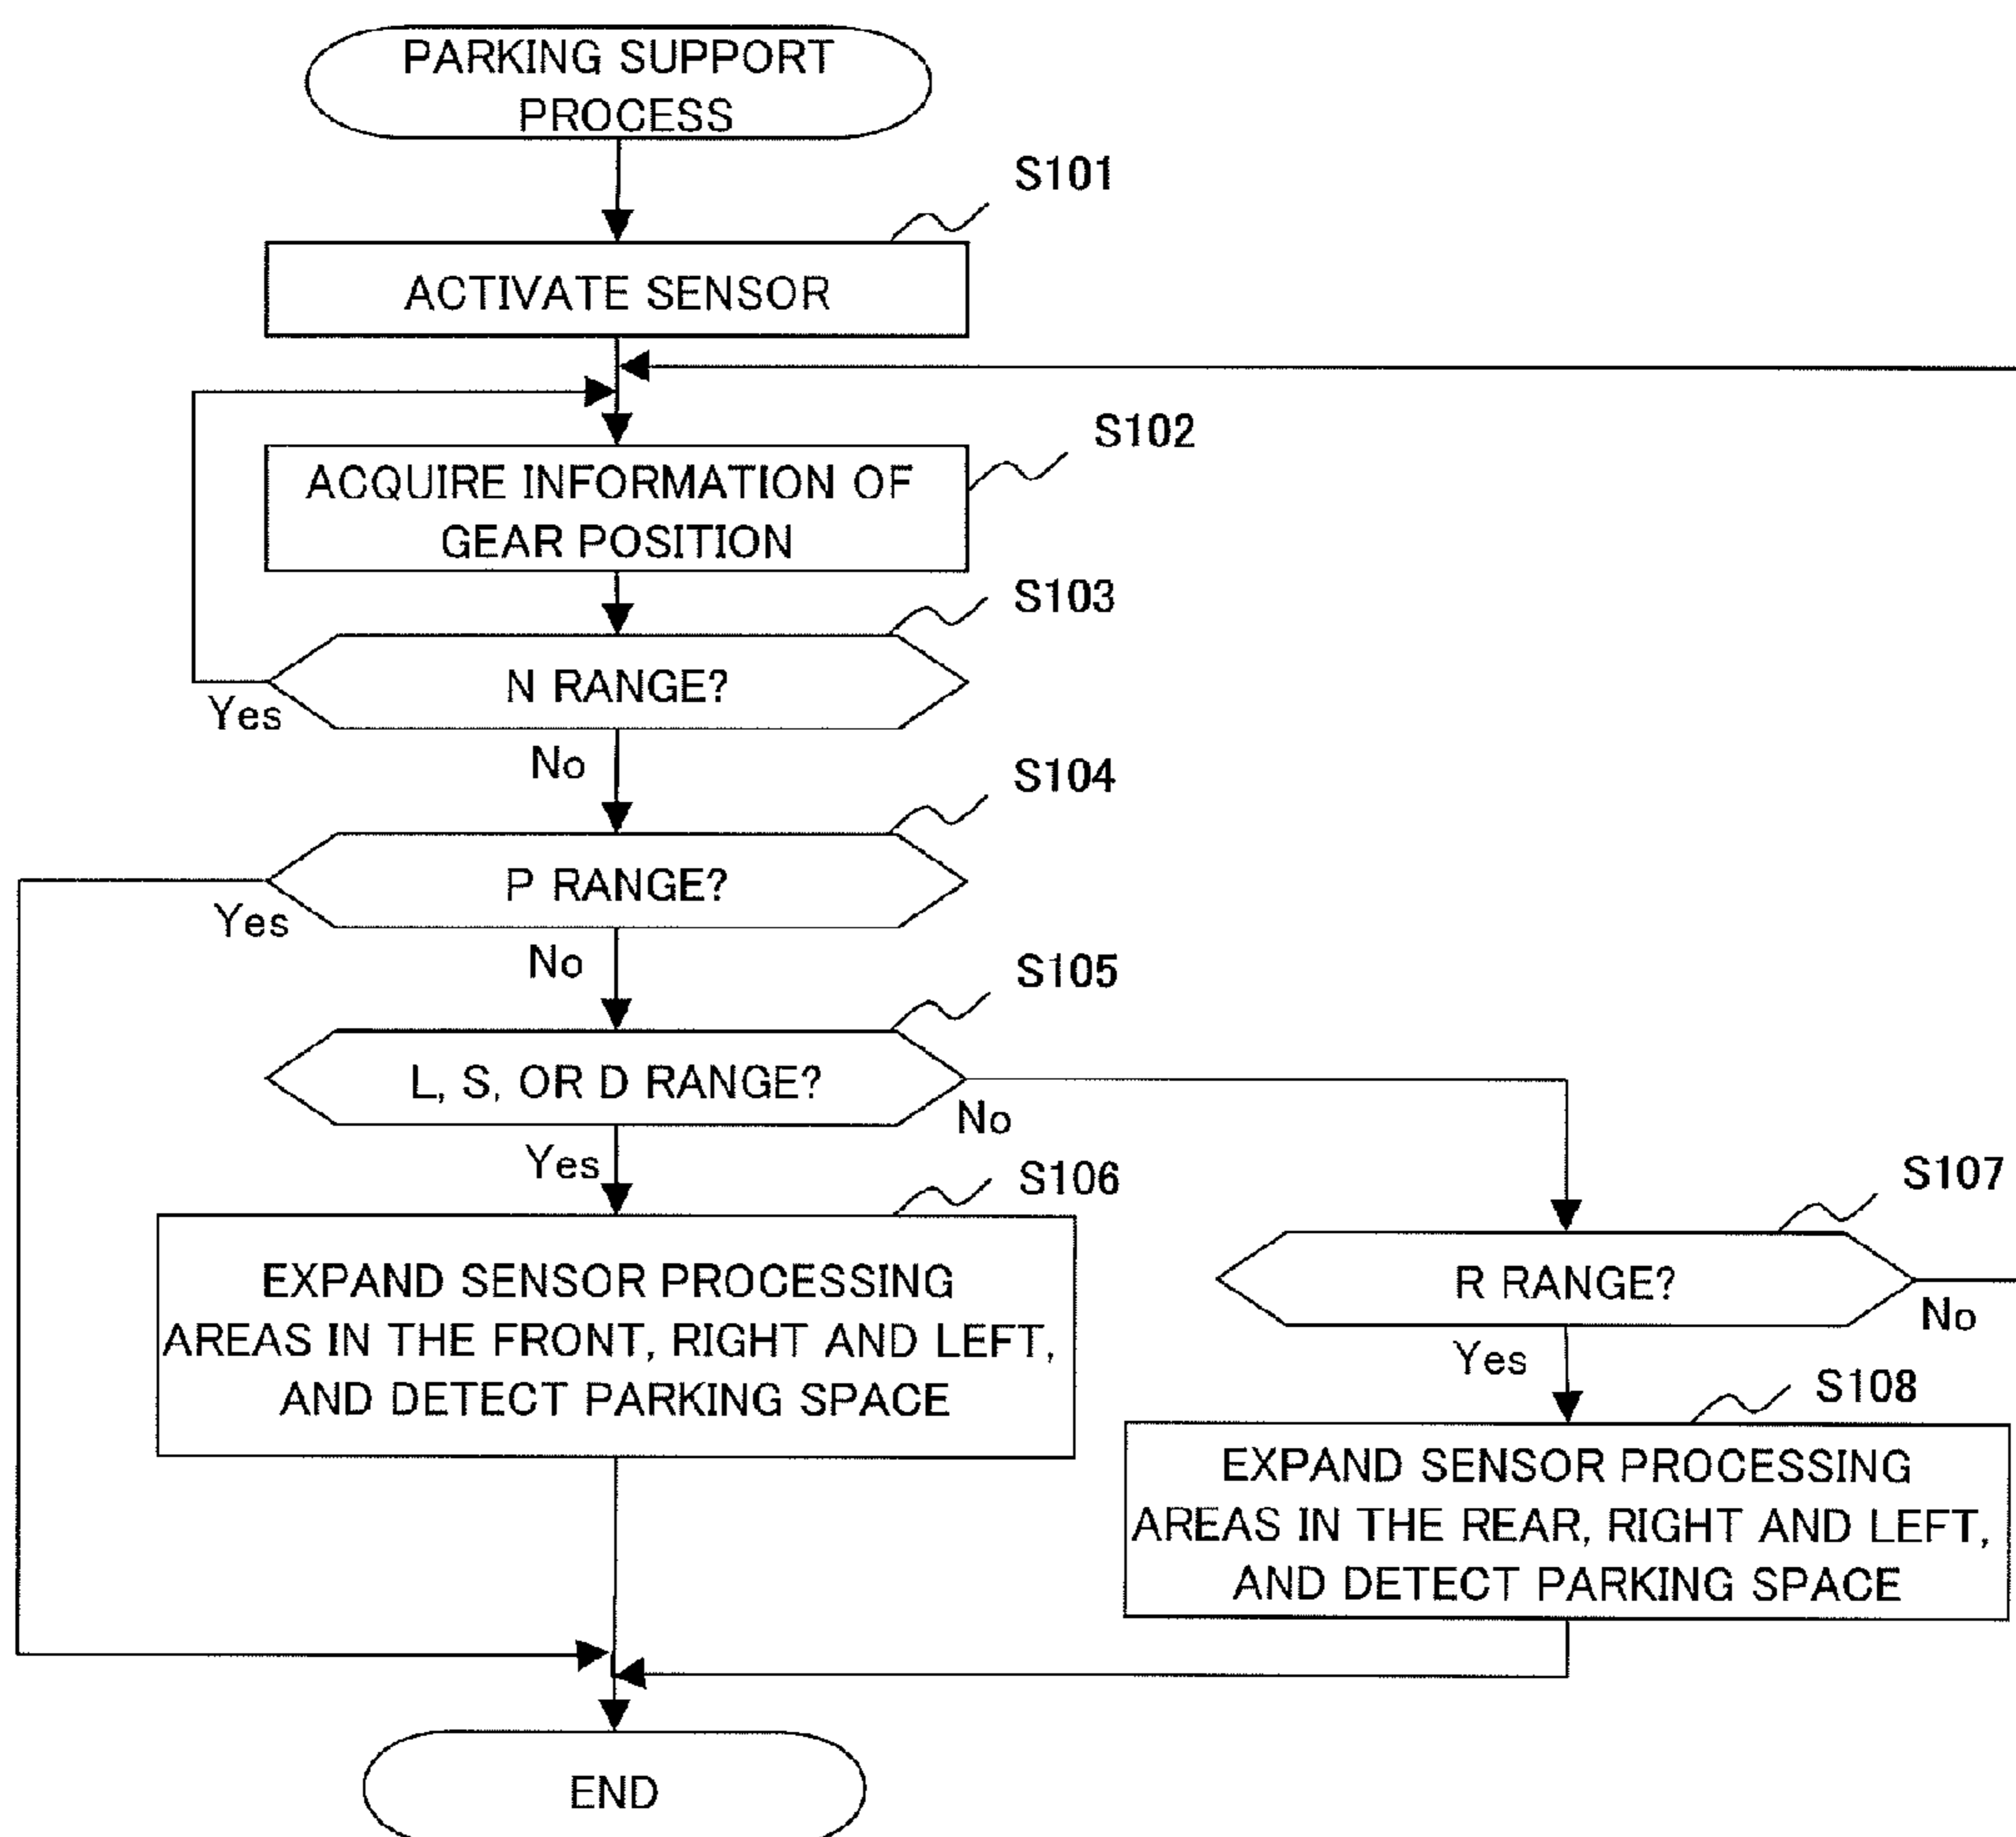 PARKING SUPPORT
PROCESS
S101
ACTIVATE SENSOR
S102
ACQUIRE INFORMATION OF
GEAR POSITION
S103
N RANGE?
Yes
No
S104
P RANGE?
Yes
No
S105
L, S, OR D RANGE?
No
Yes
S106
EXPAND SENSOR PROCESSING
AREAS IN THE FRONT, RIGHT AND LEFT,
AND DETECT PARKING SPACE
S107
R RANGE?
No
Yes
S108
EXPAND SENSOR PROCESSING
AREAS IN THE REAR, RIGHT AND LEFT,
AND DETECT PARKING SPACE
END